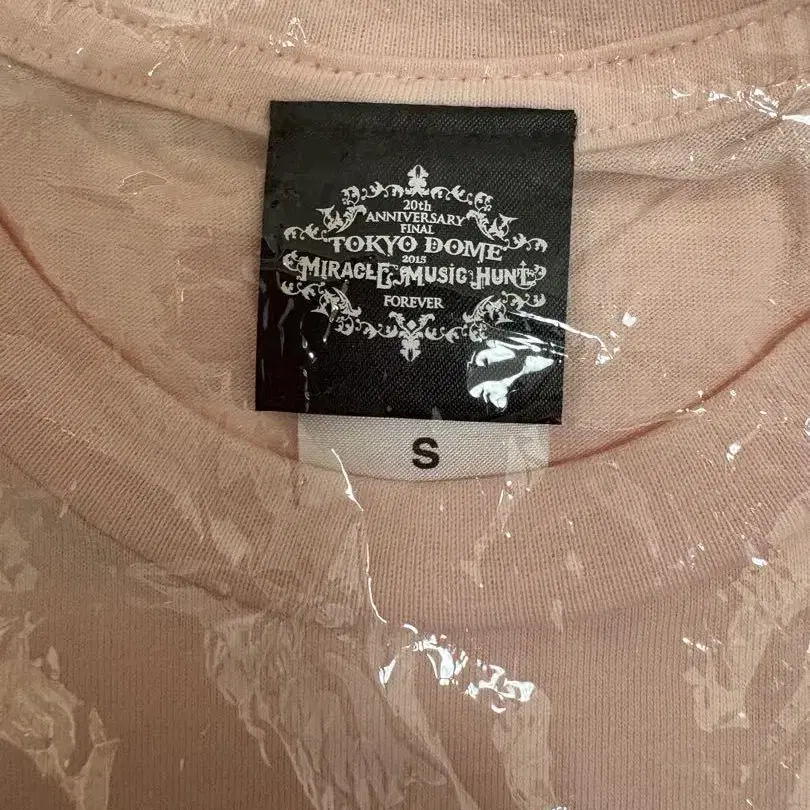 20th
ANNIVERSARY
FINAL
TOKYO DOME
2015
MIRACLE MUSIC HUNT
FOREVER
S